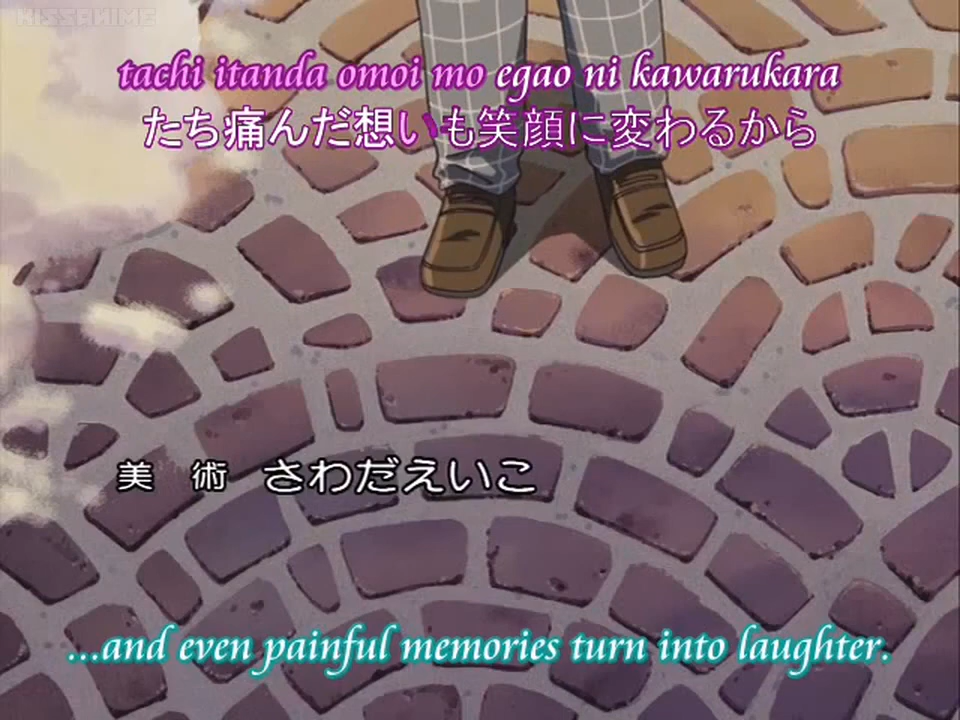 KISSANIME
tachi itanda omoi mo egao ni kawarukara
たち痛んだ想いも笑顔に変わるから
美 術 さわだえいこ
...and even painful memories turn into laughter.